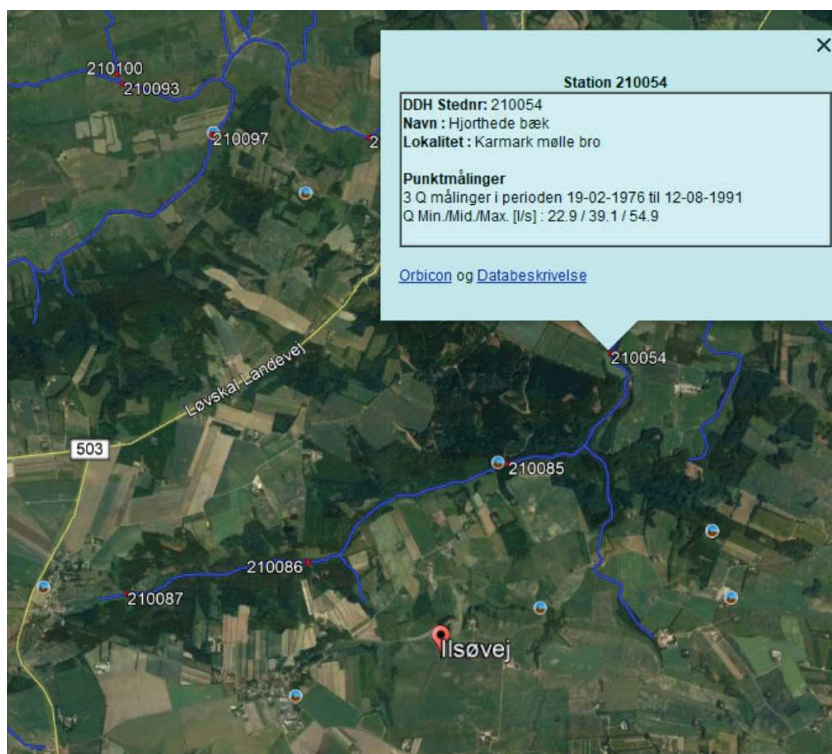 210100
210093
210097
2
Station 210054
DDH Stednr: 210054
Navn : Hjorthede bæk
Lokalitet : Karmark mølle bro
Punktmålinger
3 Q målinger i perioden 19-02-1976 til 12-08-1991
Q Min./Mid./Max. [l/s] : 22.9 / 39.1 / 54.9
Orbicon og Databeskrivelse
210054
Løvskal Landevej
503
210085
210086
210087
Ilsøvej